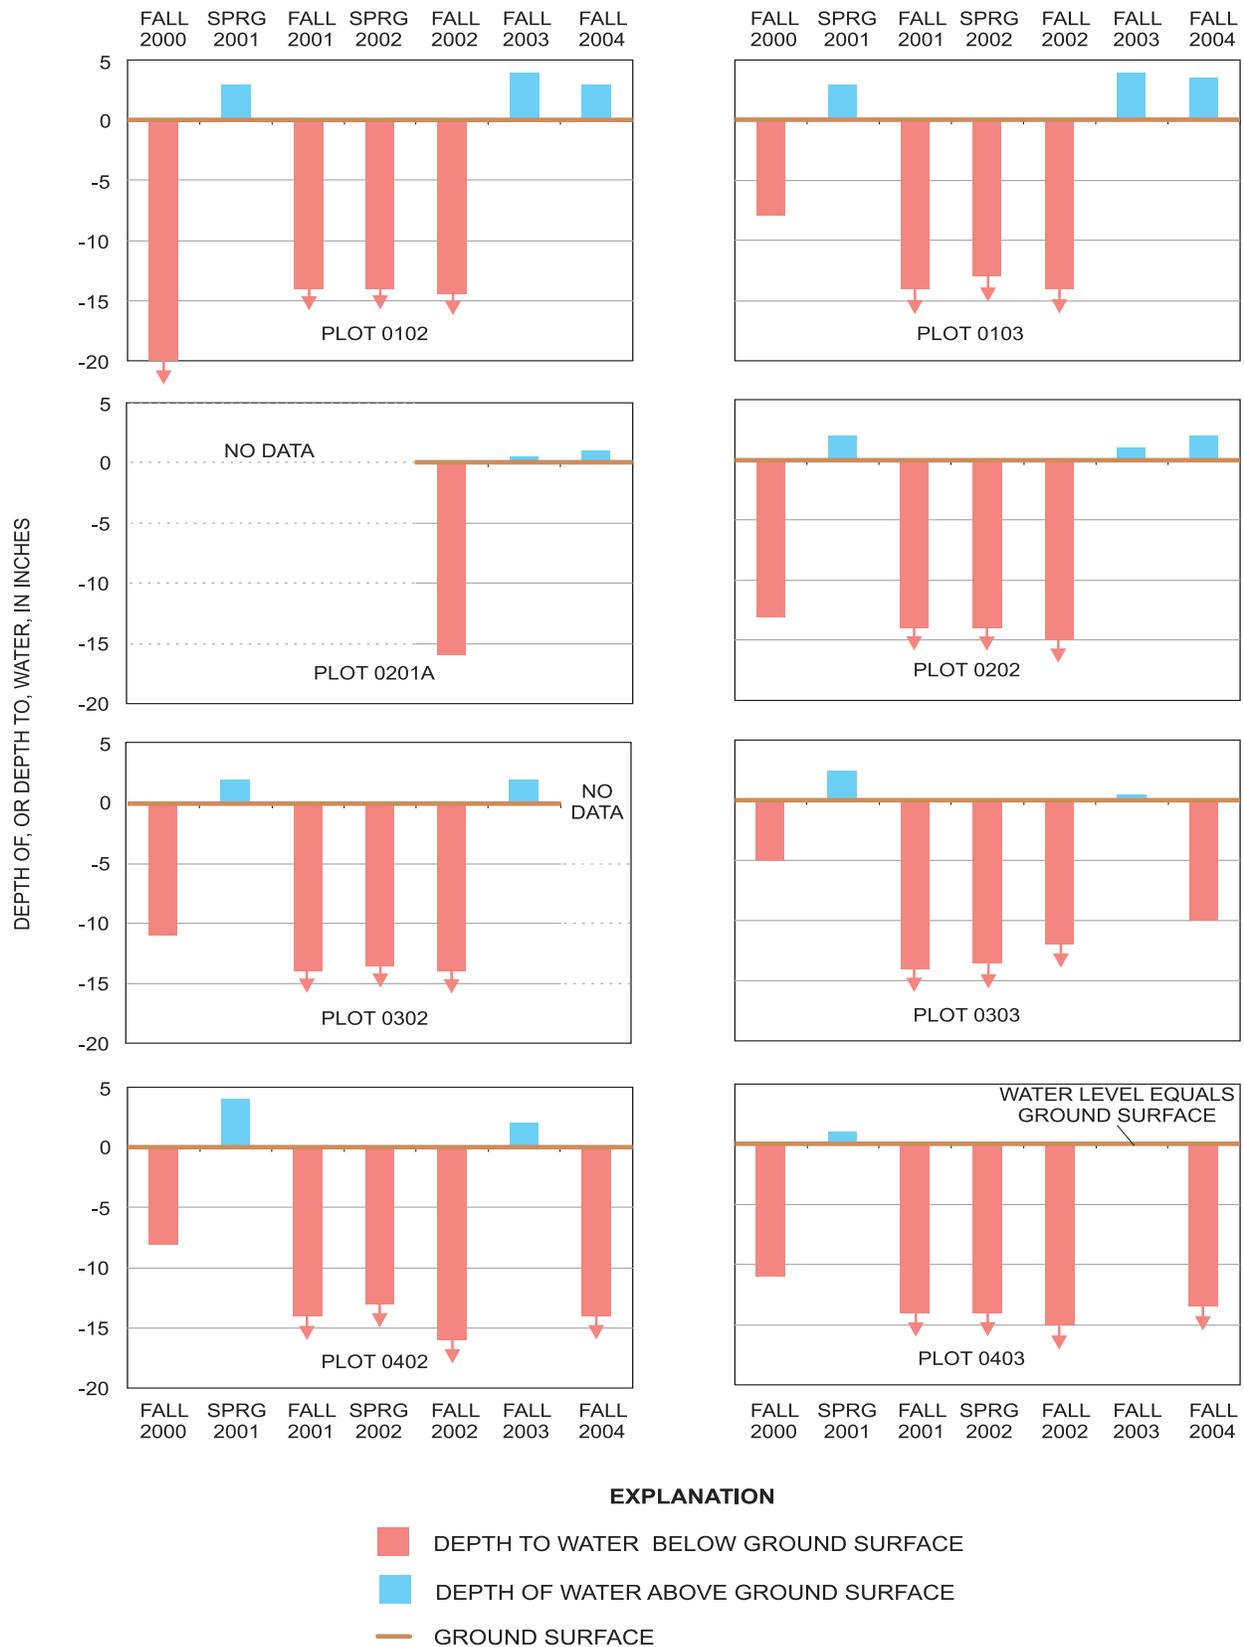 FALL SPRG FALL SPRG FALL FALL FALL
2000 2001 2001 2002 2002 2003 2004
FALL SPRG FALL SPRG FALL FALL FALL
2000 2001 2001 2002 2002 2003 2004
DEPTH OF, OR DEPTH TO, WATER, IN INCHES
5
0
-5
-10
-15
-20
PLOT 0102
PLOT 0103
5
0
-5
-10
-15
-20
NO DATA
PLOT 0201A
PLOT 0202
5
0
-5
-10
-15
-20
NO
DATA
PLOT 0302
PLOT 0303
5
0
-5
-10
-15
-20
PLOT 0402
WATER LEVEL EQUALS
GROUND SURFACE
PLOT 0403
FALL SPRG FALL SPRG FALL FALL FALL
2000 2001 2001 2002 2002 2003 2004
FALL SPRG FALL SPRG FALL FALL FALL
2000 2001 2001 2002 2002 2003 2004
EXPLANATION
DEPTH TO WATER BELOW GROUND SURFACE
DEPTH OF WATER ABOVE GROUND SURFACE
GROUND SURFACE